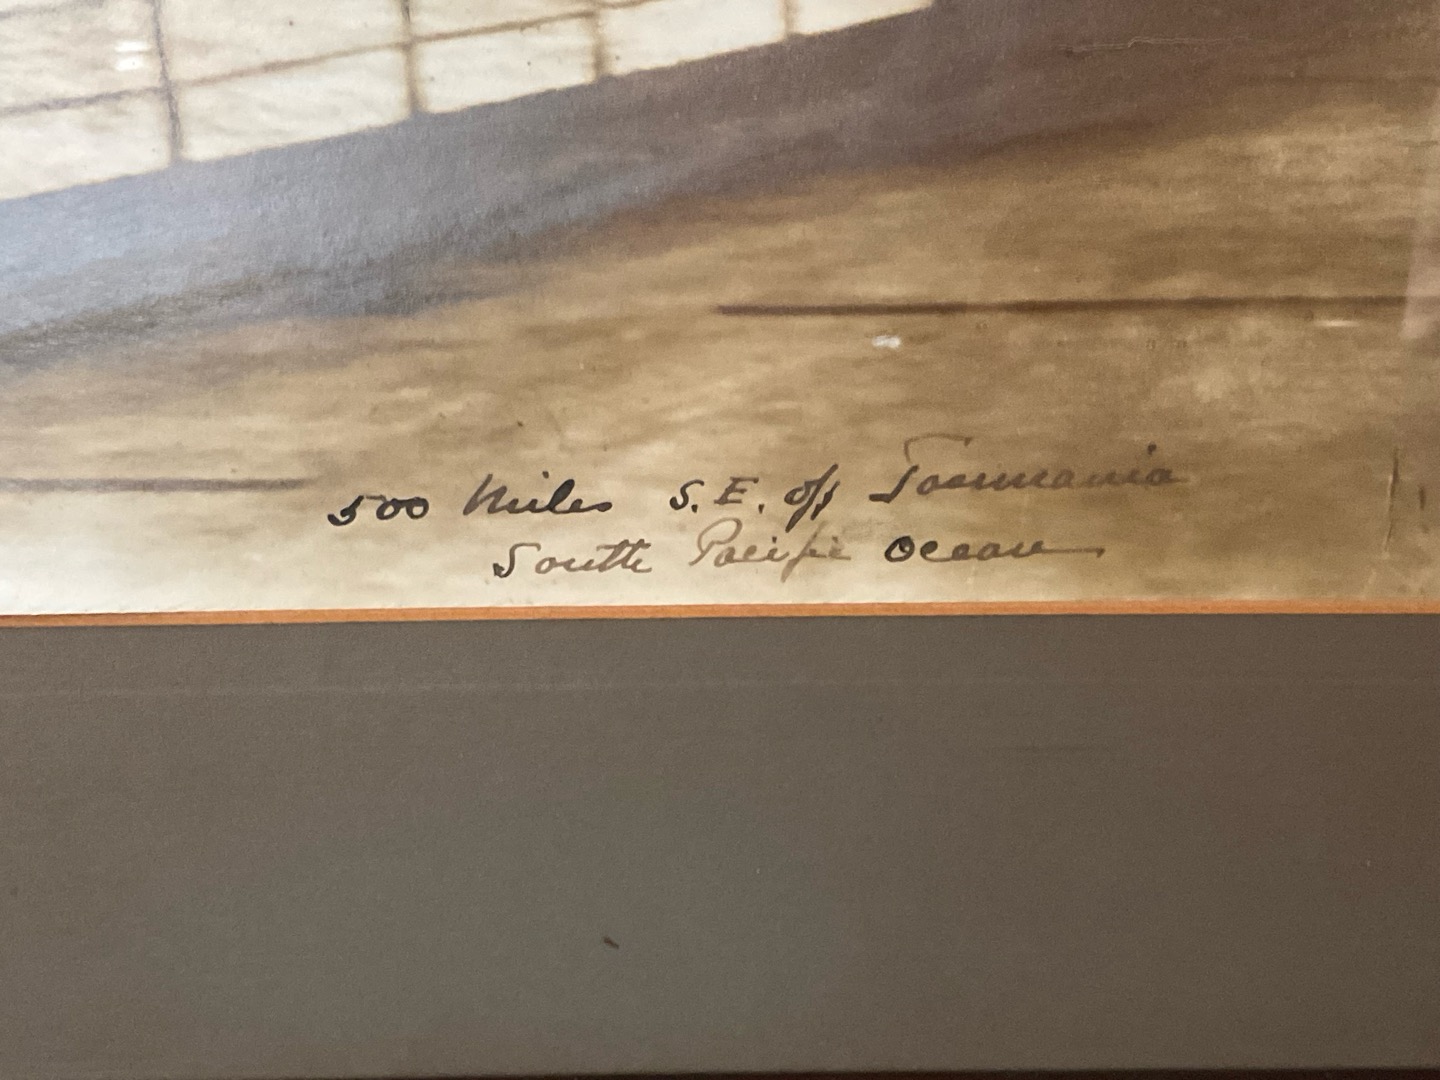 500 Miles S.E. off Tasmania
South Pacific Ocean